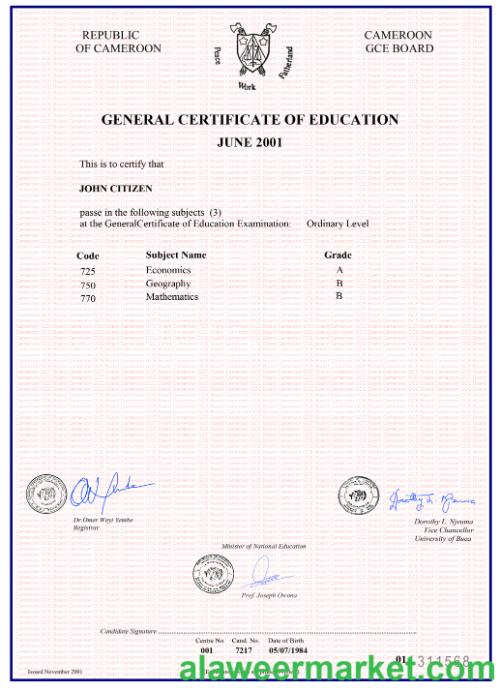 REPUBLIC
OF CAMEROON
CAMEROON
GCE BOARD
Peace
Work
Fatherland
GENERAL CERTIFICATE OF EDUCATION
JUNE 2001
This is to certify that
JOHN CITIZEN
passe in the following subjects (3)
at the GeneralCertificate of Education Examination: Ordinary Level
Code Subject Name Grade
725 Economics A
750 Geography B
770 Mathematics B
Dr.Omer Weyi Yembe
Registrar
Dorothy L. Njeuma
Vice Chancellor
University of Buea
Minister of National Education
Prof. Joseph Owona
Candidate Signature
Centre No. Cand. No. Date of Birth
001 7217 05/07/1984
Issued November 2001
311568
alaweermarket.com